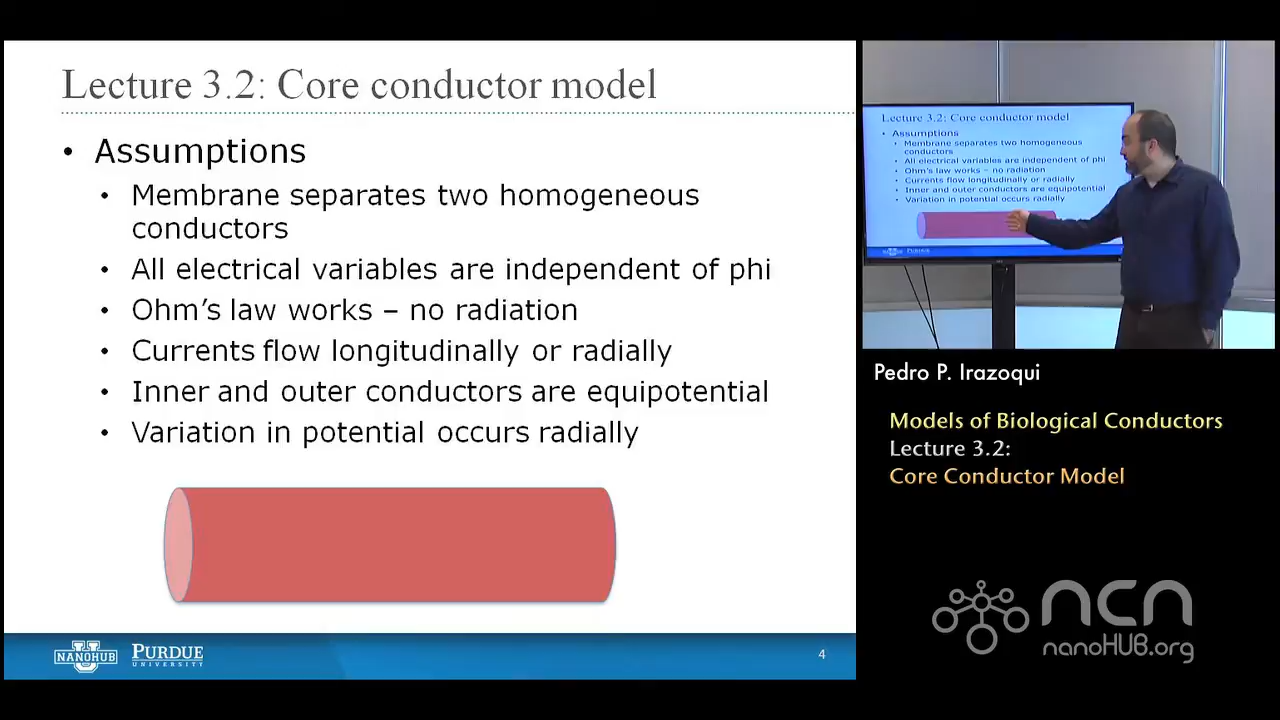 Lecture 3.2: Core conductor model
• Assumptions
• Membrane separates two homogeneous
conductors
• All electrical variables are independent of phi
• Ohm's law works – no radiation
• Currents flow longitudinally or radially
• Inner and outer conductors are equipotential
• Variation in potential occurs radially
NANOHUB
U
PURDUE
UNIVERSITY
4
Lecture 3.2: Core conductor model
• Assumptions
• Membrane separates two homogeneous
conductors
• All electrical variables are independent of phi
• Ohm's law works – no radiation
• Currents flow longitudinally or radially
• Inner and outer conductors are equipotential
• Variation in potential occurs radially
PURDUE
Pedro P. Irazoqui
Models of Biological Conductors
Lecture 3.2:
Core Conductor Model
ncn
nanoHUB.org